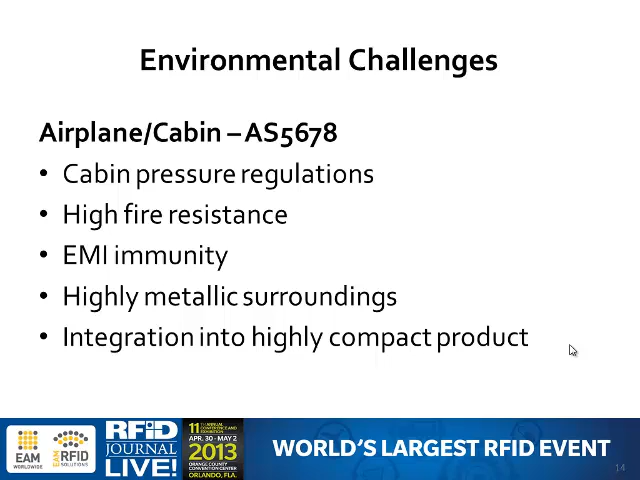 Environmental Challenges
Airplane/Cabin – AS5678
• Cabin pressure regulations
• High fire resistance
• EMI immunity
• Highly metallic surroundings
• Integration into highly compact product
EAM
WORLDWIDE
EAM RFID
SOLUTIONS
RFID
JOURNAL
LIVE!
11TH ANNUAL
CONFERENCE AND
EXHIBITION
APR. 30 - MAY 2
2013
ORANGE COUNTY
CONVENTION CENTER
ORLANDO, FLA.
WORLD'S LARGEST RFID EVENT
14